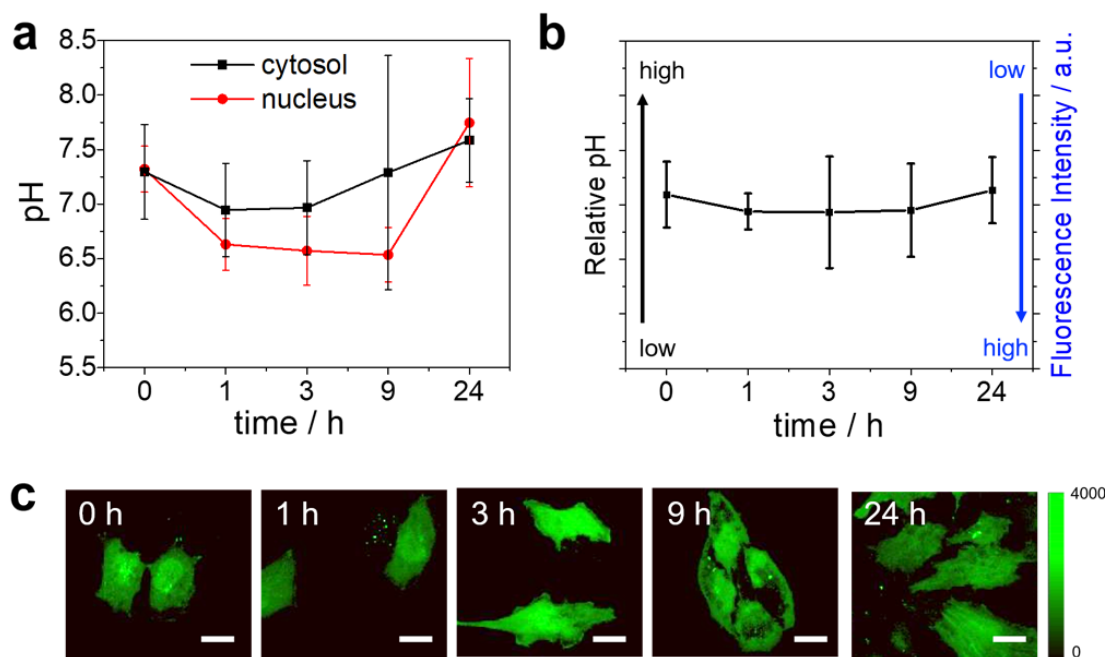 a
8.5
8.0
7.5
7.0
6.5
6.0
5.5
pH
cytosol
nucleus
0 1 3 9 24
time / h
b
high
low
Relative pH
low
high
Fluorescence Intensity / a.u.
0 1 3 9 24
time / h
c
0 h
1 h
3 h
9 h
24 h
4000
0